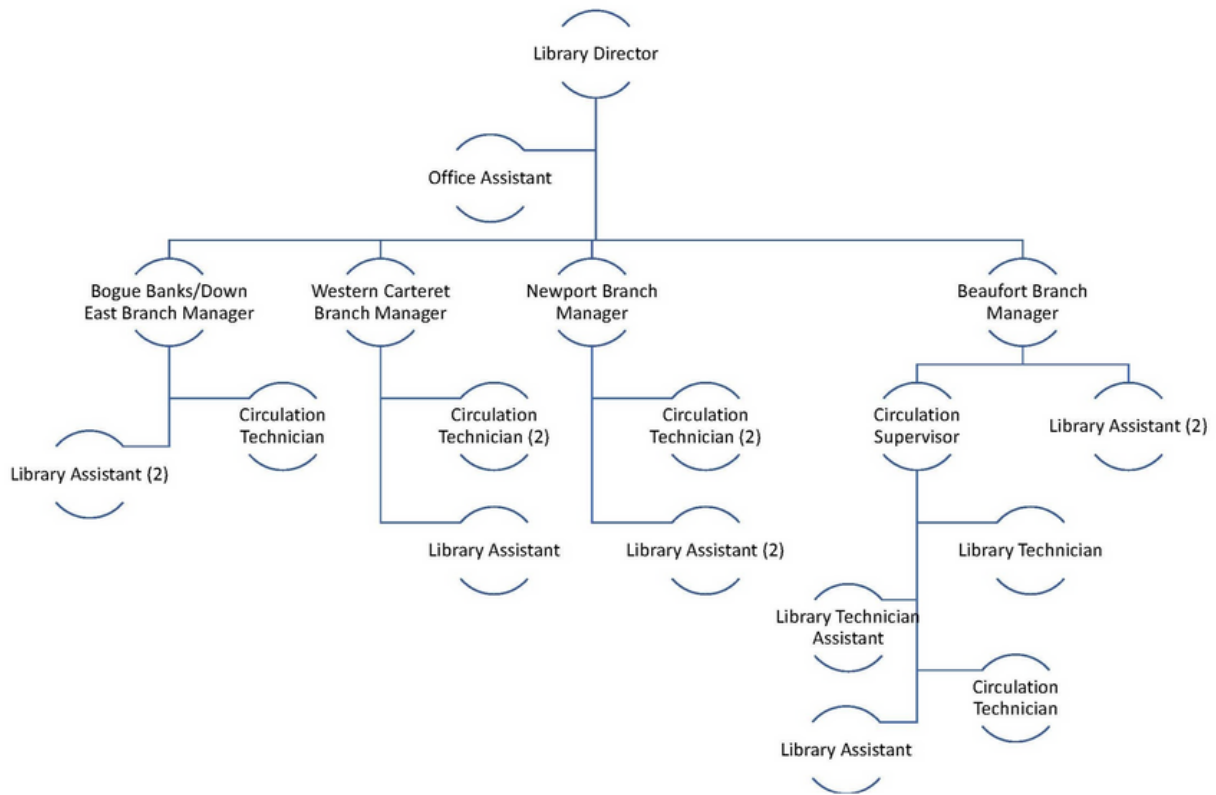 Library Director
Office Assistant
Bogue Banks/Down
East Branch Manager
Western Carteret
Branch Manager
Newport Branch
Manager
Beaufort Branch
Manager
Circulation
Technician
Library Assistant (2)
Circulation
Technician (2)
Library Assistant
Circulation
Technician (2)
Library Assistant (2)
Circulation
Supervisor
Library Assistant (2)
Library Technician
Library Technician
Assistant
Circulation
Technician
Library Assistant